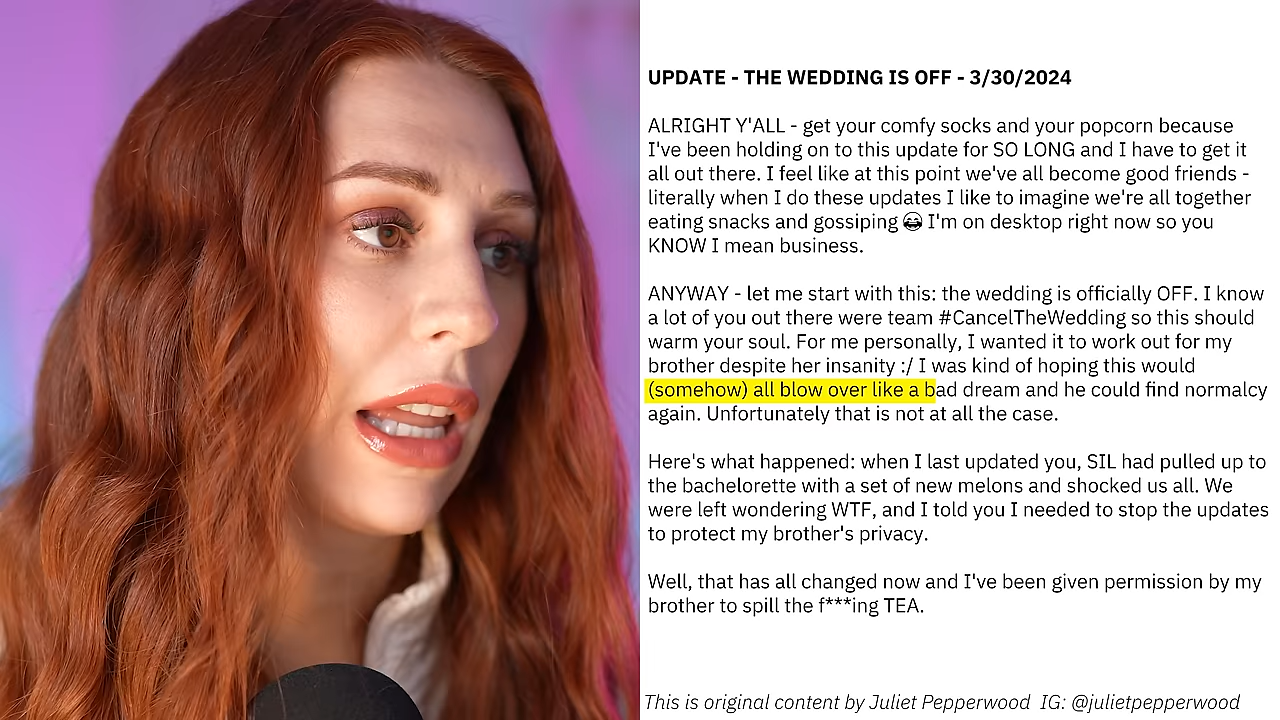 UPDATE - THE WEDDING IS OFF - 3/30/2024
ALRIGHT Y'ALL - get your comfy socks and your popcorn because
I've been holding on to this update for SO LONG and I have to get it
all out there. I feel like at this point we've all become good friends -
literally when I do these updates I like to imagine we're all together
eating snacks and gossiping 😂 I'm on desktop right now so you
KNOW I mean business.
ANYWAY - let me start with this: the wedding is officially OFF. I know
a lot of you out there were team #CancelTheWedding so this should
warm your soul. For me personally, I wanted it to work out for my
brother despite her insanity :/ I was kind of hoping this would
(somehow) all blow over like a bad dream and he could find normalcy
again. Unfortunately that is not at all the case.
Here's what happened: when I last updated you, SIL had pulled up to
the bachelorette with a set of new melons and shocked us all. We
were left wondering WTF, and I told you I needed to stop the updates
to protect my brother's privacy.
Well, that has all changed now and I've been given permission by my
brother to spill the f***ing TEA.
This is original content by Juliet Pepperwood IG: @julietpepperwood